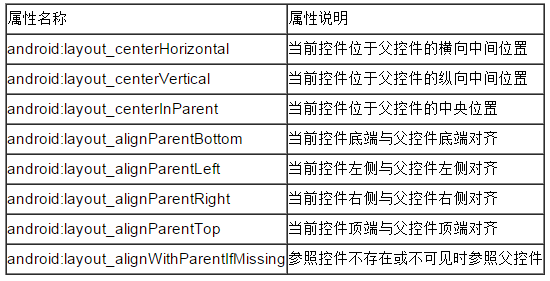 属性名称 属性说明
android:layout_centerHorizontal 当前控件位于父控件的横向中间位置
android:layout_centerVertical 当前控件位于父控件的纵向中间位置
android:layout_centerInParent 当前控件位于父控件的中央位置
android:layout_alignParentBottom 当前控件底端与父控件底端对齐
android:layout_alignParentLeft 当前控件左侧与父控件左侧对齐
android:layout_alignParentRight 当前控件右侧与父控件右侧对齐
android:layout_alignParentTop 当前控件顶端与父控件顶端对齐
android:layout_alignWithParentIfMissing 参照控件不存在或不可见时参照父控件